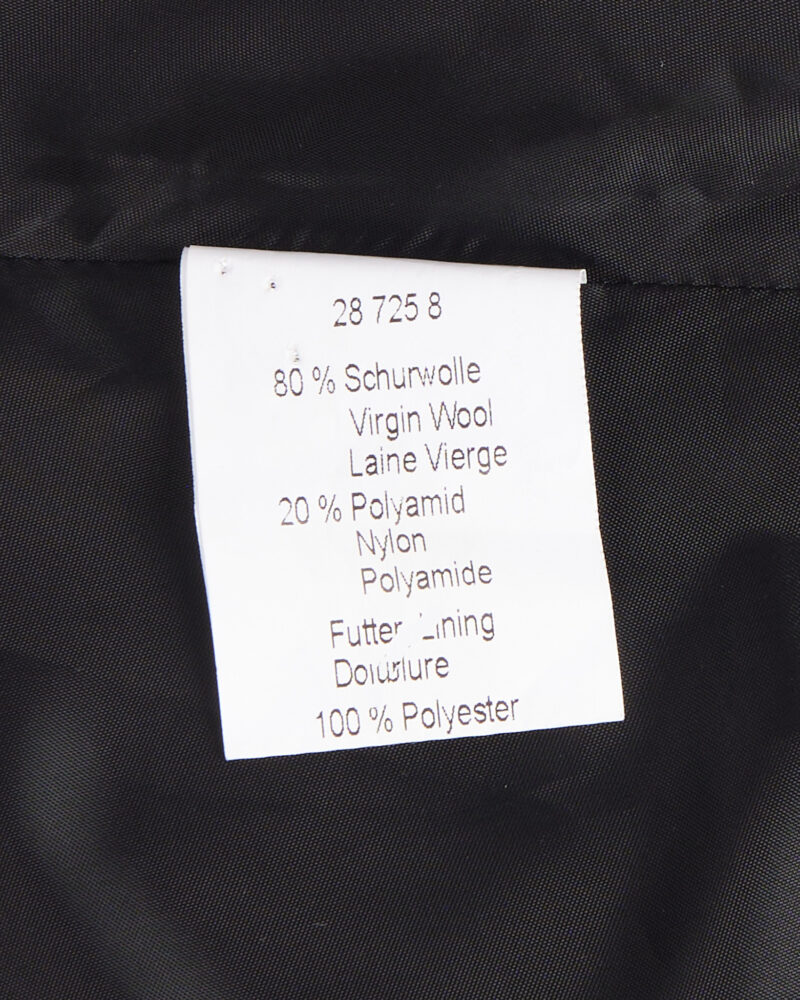 28 725 8
80 % Schurwolle
Virgin Wool
Laine Vierge
20 % Polyamid
Nylon
Polyamide
Futter Lining
Doublure
100 % Polyester